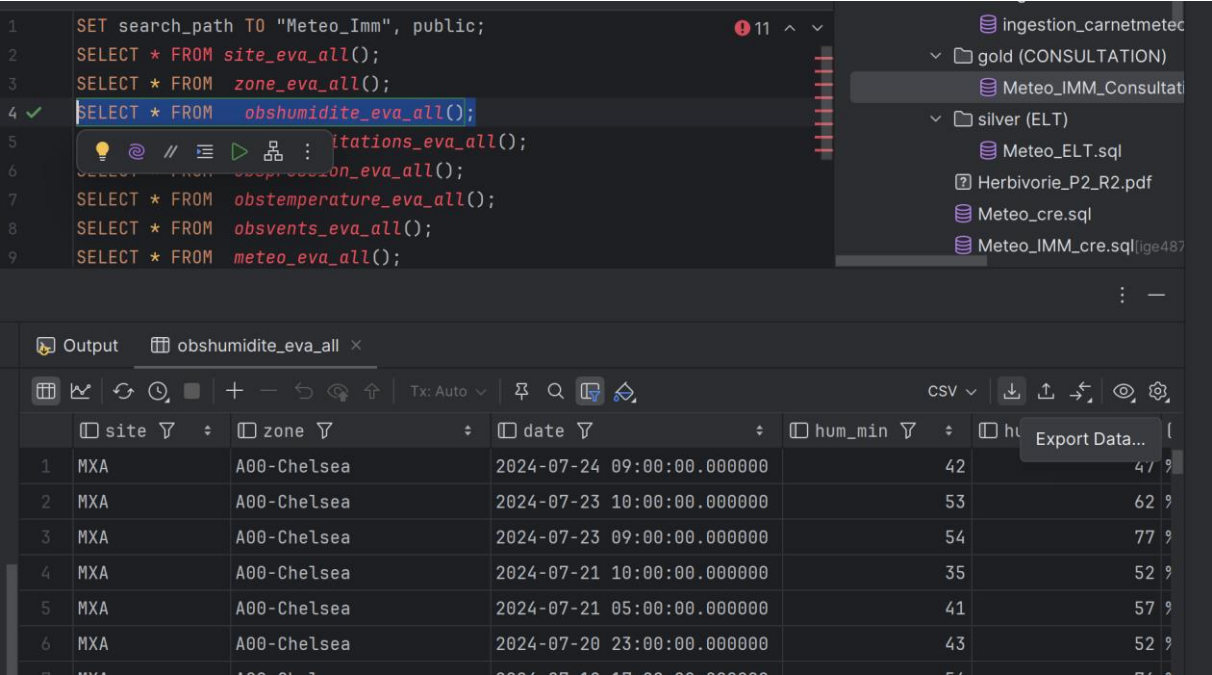 1 SET search_path TO "Meteo_Imm", public;
2 SELECT * FROM site_eva_all();
3 SELECT * FROM zone_eva_all();
4 SELECT * FROM obshumidite_eva_all();
5 itations_eva_all();
6 SELECT * FROM obspression_eva_all();
7 SELECT * FROM obstemperature_eva_all();
8 SELECT * FROM obsvents_eva_all();
9 SELECT * FROM meteo_eva_all();
11
ingestion_carnetmeteo
gold (CONSULTATION)
Meteo_IMM_Consultati
silver (ELT)
Meteo_ELT.sql
Herbivorie_P2_R2.pdf
Meteo_cre.sql
Meteo_IMM_cre.sql [ige487
Output obshumidite_eva_all
Tx: Auto CSV
Export Data...
site zone date hum_min hu
1 MXA A00-Chelsea 2024-07-24 09:00:00.000000 42 47 %
2 MXA A00-Chelsea 2024-07-23 10:00:00.000000 53 62 %
3 MXA A00-Chelsea 2024-07-23 09:00:00.000000 54 77 %
4 MXA A00-Chelsea 2024-07-21 10:00:00.000000 35 52 %
5 MXA A00-Chelsea 2024-07-21 05:00:00.000000 41 57 %
6 MXA A00-Chelsea 2024-07-20 23:00:00.000000 43 52 %